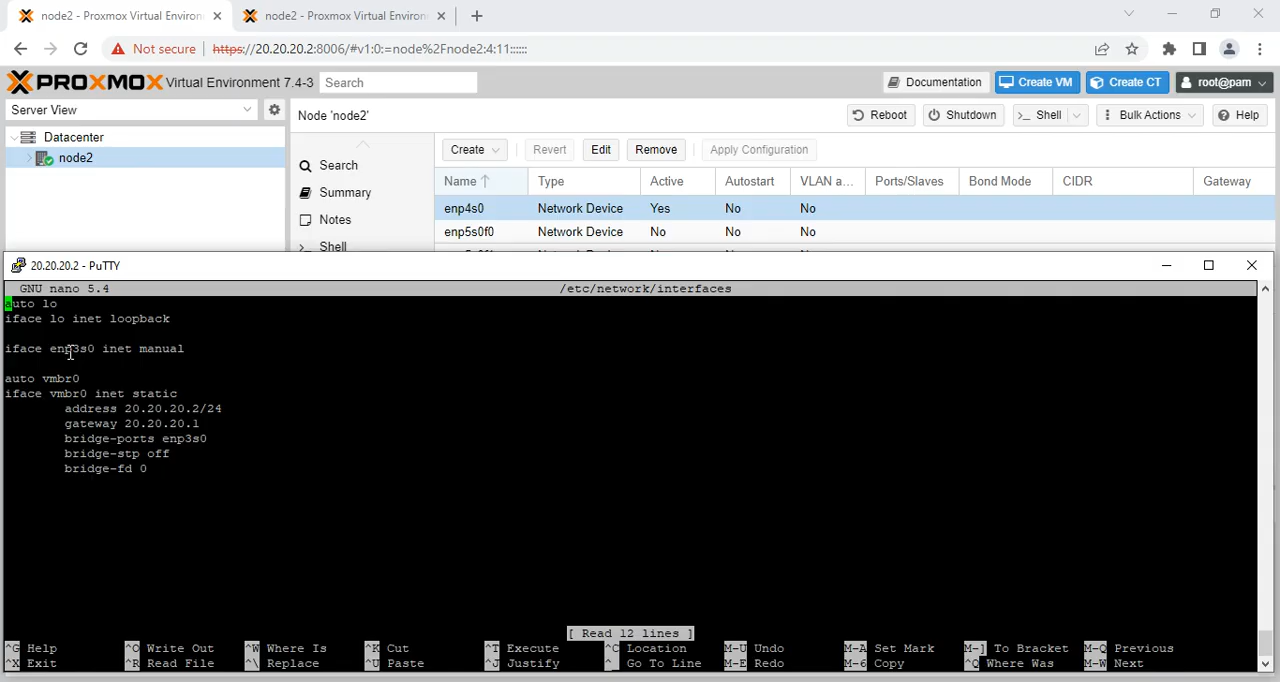 node2 - Proxmox Virtual Environ
node2 - Proxmox Virtual Environ
Not secure
https://20.20.20.2:8006/#v1:0:=node%2Fnode2:4:11::::::
PROXMOX Virtual Environment 7.4-3
Search
Documentation
Create VM
Create CT
root@pam
Server View
Node 'node2'
Reboot
Shutdown
>_ Shell
Bulk Actions
Help
Datacenter
node2
Search
Summary
Notes
Shell
Create
Revert
Edit
Remove
Apply Configuration
Name Type Active Autostart VLAN a... Ports/Slaves Bond Mode CIDR Gateway
enp4s0 Network Device Yes No No
enp5s0f0 Network Device No No No
20.20.20.2 - PuTTY
GNU nano 5.4 /etc/network/interfaces
auto lo
iface lo inet loopback
iface enp3s0 inet manual
auto vmbr0
iface vmbr0 inet static
address 20.20.20.2/24
gateway 20.20.20.1
bridge-ports enp3s0
bridge-stp off
bridge-fd 0
[ Read 12 lines ]
^G Help ^O Write Out ^W Where Is ^K Cut ^T Execute ^C Location M-U Undo M-A Set Mark M-] To Bracket M-Q Previous
^X Exit ^R Read File ^\ Replace ^U Paste ^J Justify ^_ Go To Line M-E Redo M-6 Copy ^Q Where Was M-W Next